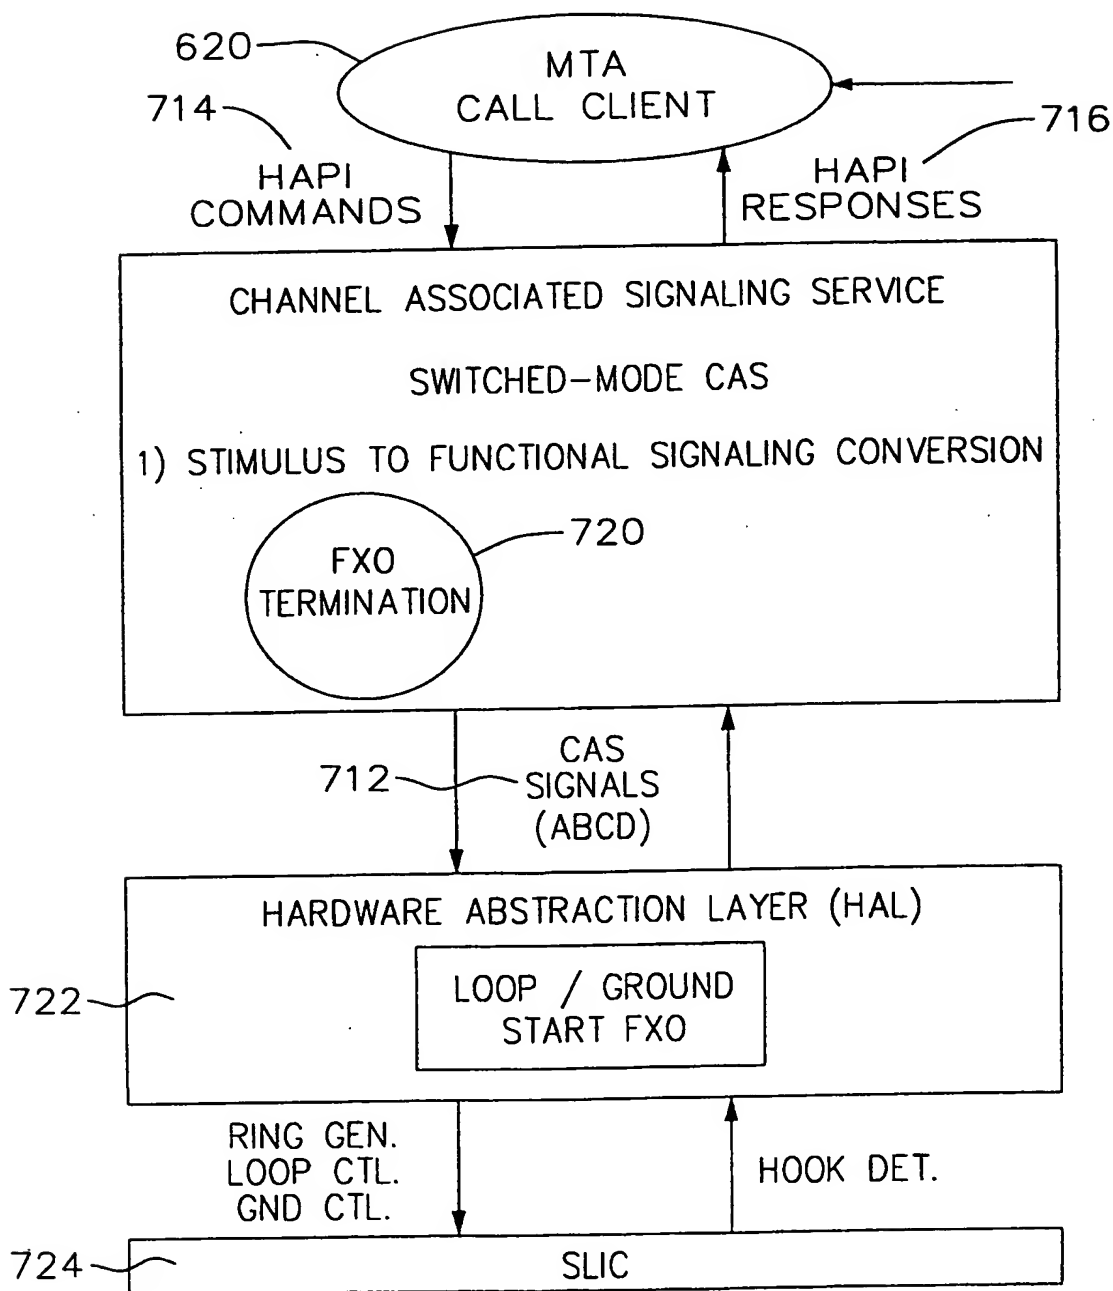 620
MTA
CALL CLIENT
714
716
HAPI
COMMANDS
HAPI
RESPONSES
CHANNEL ASSOCIATED SIGNALING SERVICE
SWITCHED-MODE CAS
1) STIMULUS TO FUNCTIONAL SIGNALING CONVERSION
720
FXO
TERMINATION
712
CAS
SIGNALS
(ABCD)
HARDWARE ABSTRACTION LAYER (HAL)
722
LOOP / GROUND
START FXO
RING GEN.
LOOP CTL.
GND CTL.
HOOK DET.
724
SLIC